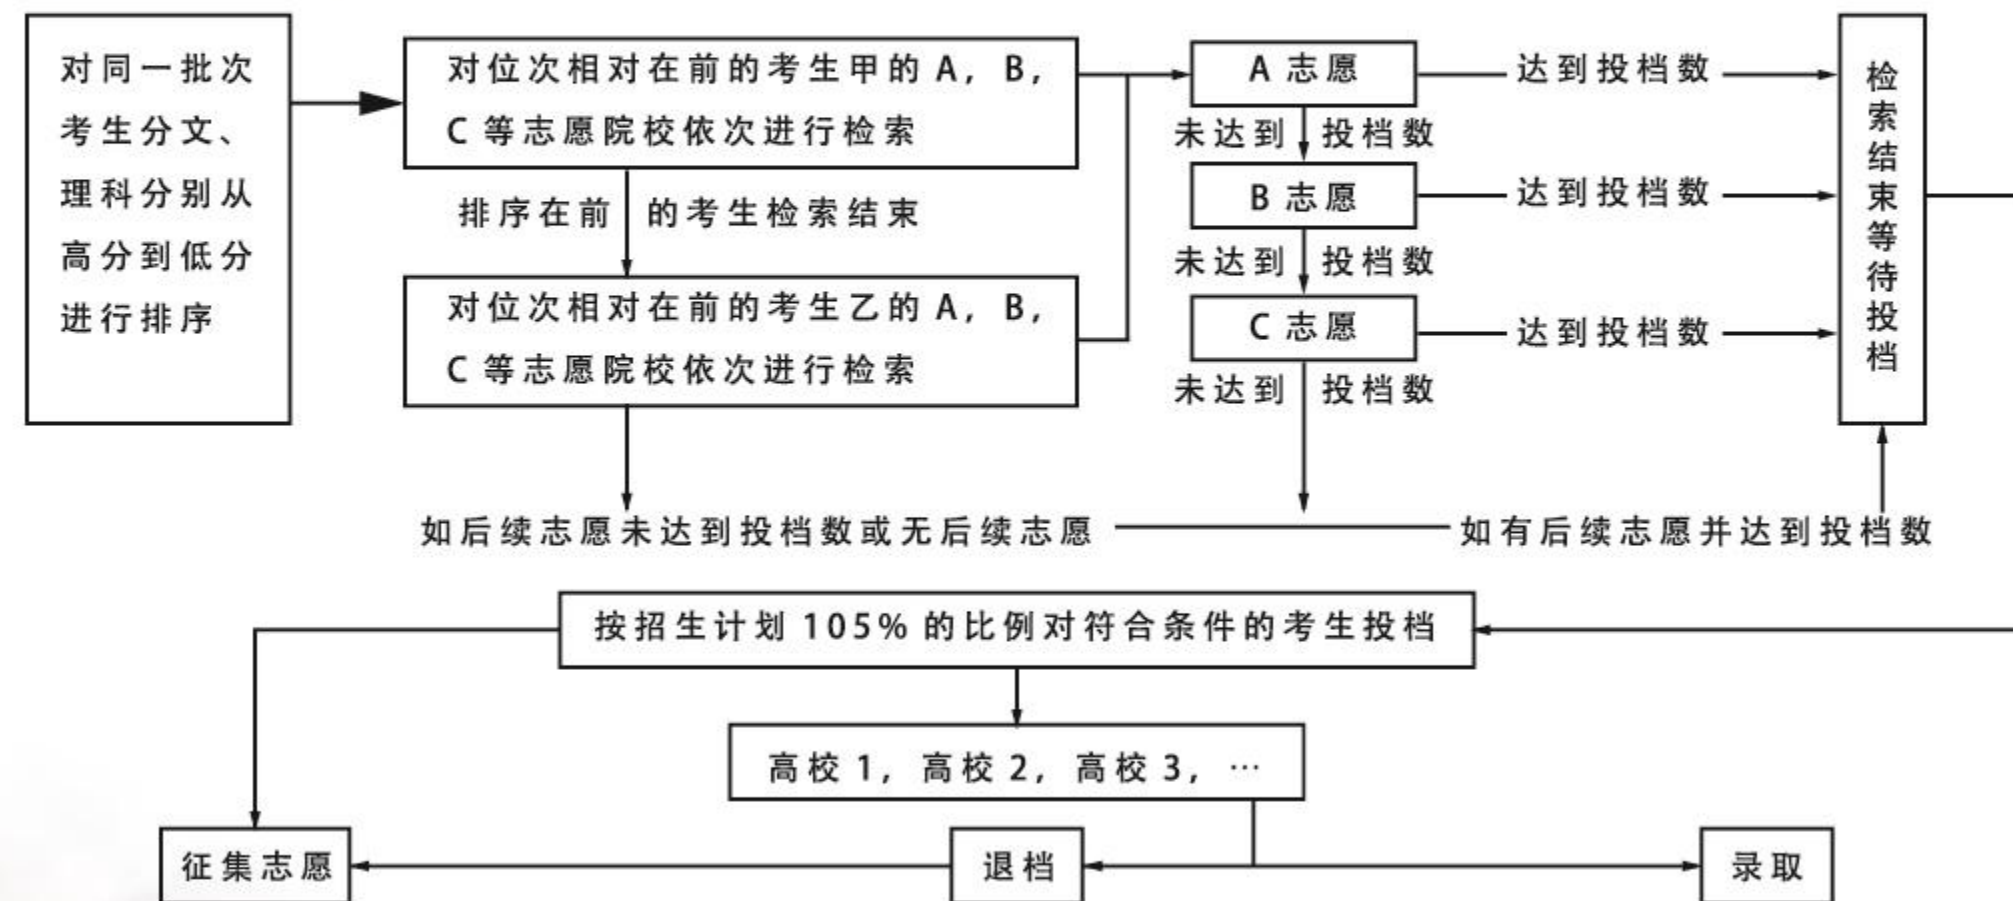 对同一批次
考生分文、
理科分别从
高分到低分
进行排序
对位次相对在前的考生甲的 A，B，
C 等志愿院校依次进行检索
排序在前 的考生检索结束
对位次相对在前的考生乙的 A，B，
C 等志愿院校依次进行检索
A 志愿
达到投档数
未达到 投档数
B 志愿
达到投档数
未达到 投档数
C 志愿
达到投档数
未达到 投档数
检索结束等待投档
如后续志愿未达到投档数或无后续志愿
如有后续志愿并达到投档数
按招生计划 105% 的比例对符合条件的考生投档
高校 1，高校 2，高校 3，…
征集志愿
退档
录取